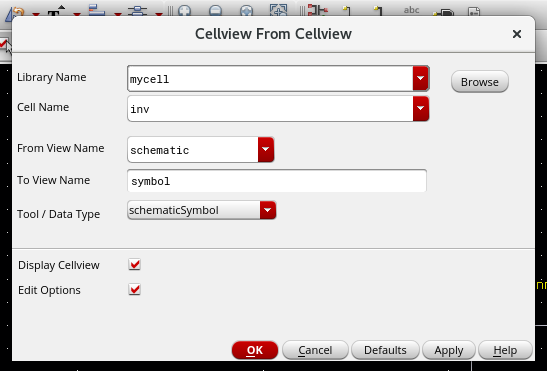 abc
Cellview From Cellview
Library Name mycell Browse
Cell Name inv
From View Name schematic
To View Name symbol
Tool / Data Type schematicSymbol
Display Cellview
Edit Options
OK Cancel Defaults Apply Help